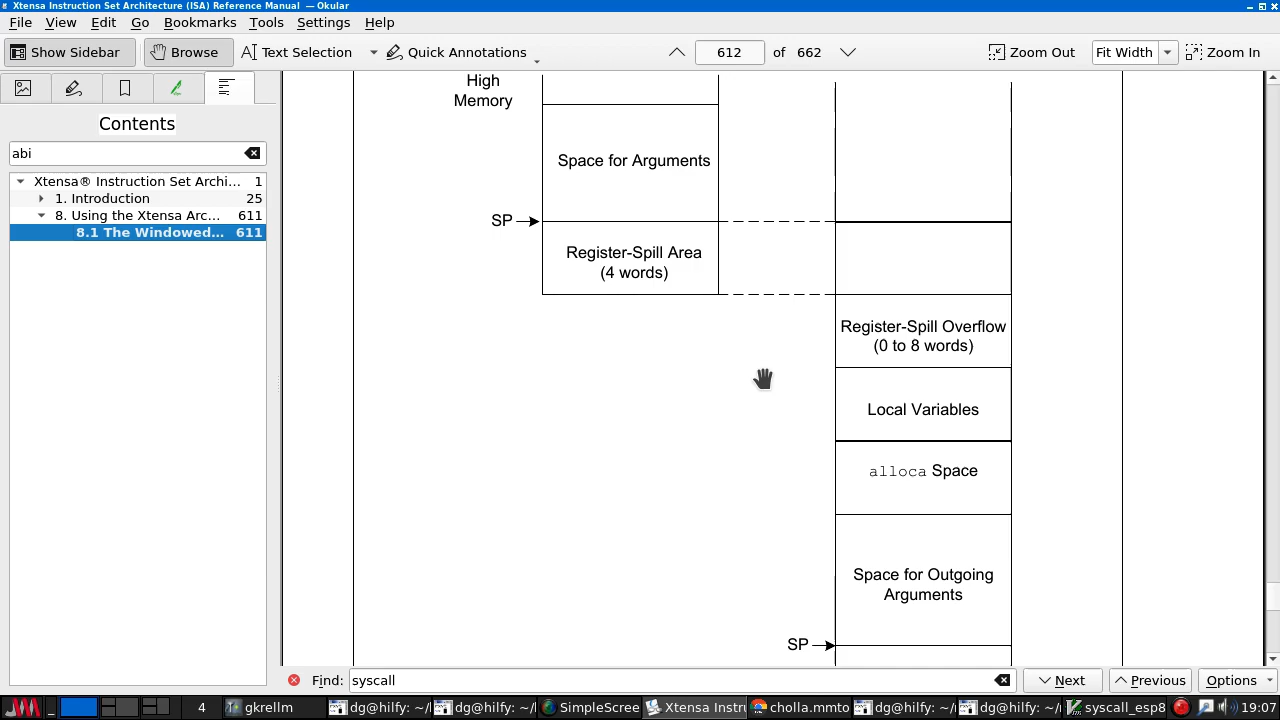 Xtensa Instruction Set Architecture (ISA) Reference Manual — Okular
File View Edit Go Bookmarks Tools Settings Help
Show Sidebar Browse Text Selection Quick Annotations 612 of 662 Zoom Out Fit Width Zoom In
Contents
abi
Xtensa® Instruction Set Archi... 1
1. Introduction 25
8. Using the Xtensa Arc... 611
8.1 The Windowed... 611
High
Memory
Space for Arguments
SP
Register-Spill Area
(4 words)
Register-Spill Overflow
(0 to 8 words)
Local Variables
alloca Space
Space for Outgoing
Arguments
SP
Find: syscall Next Previous Options
4 gkrellm dg@hilfy: ~/ dg@hilfy: ~/ SimpleScree Xtensa Instr cholla.mmto dg@hilfy: ~/ dg@hilfy: ~/ syscall_esp8 19:07